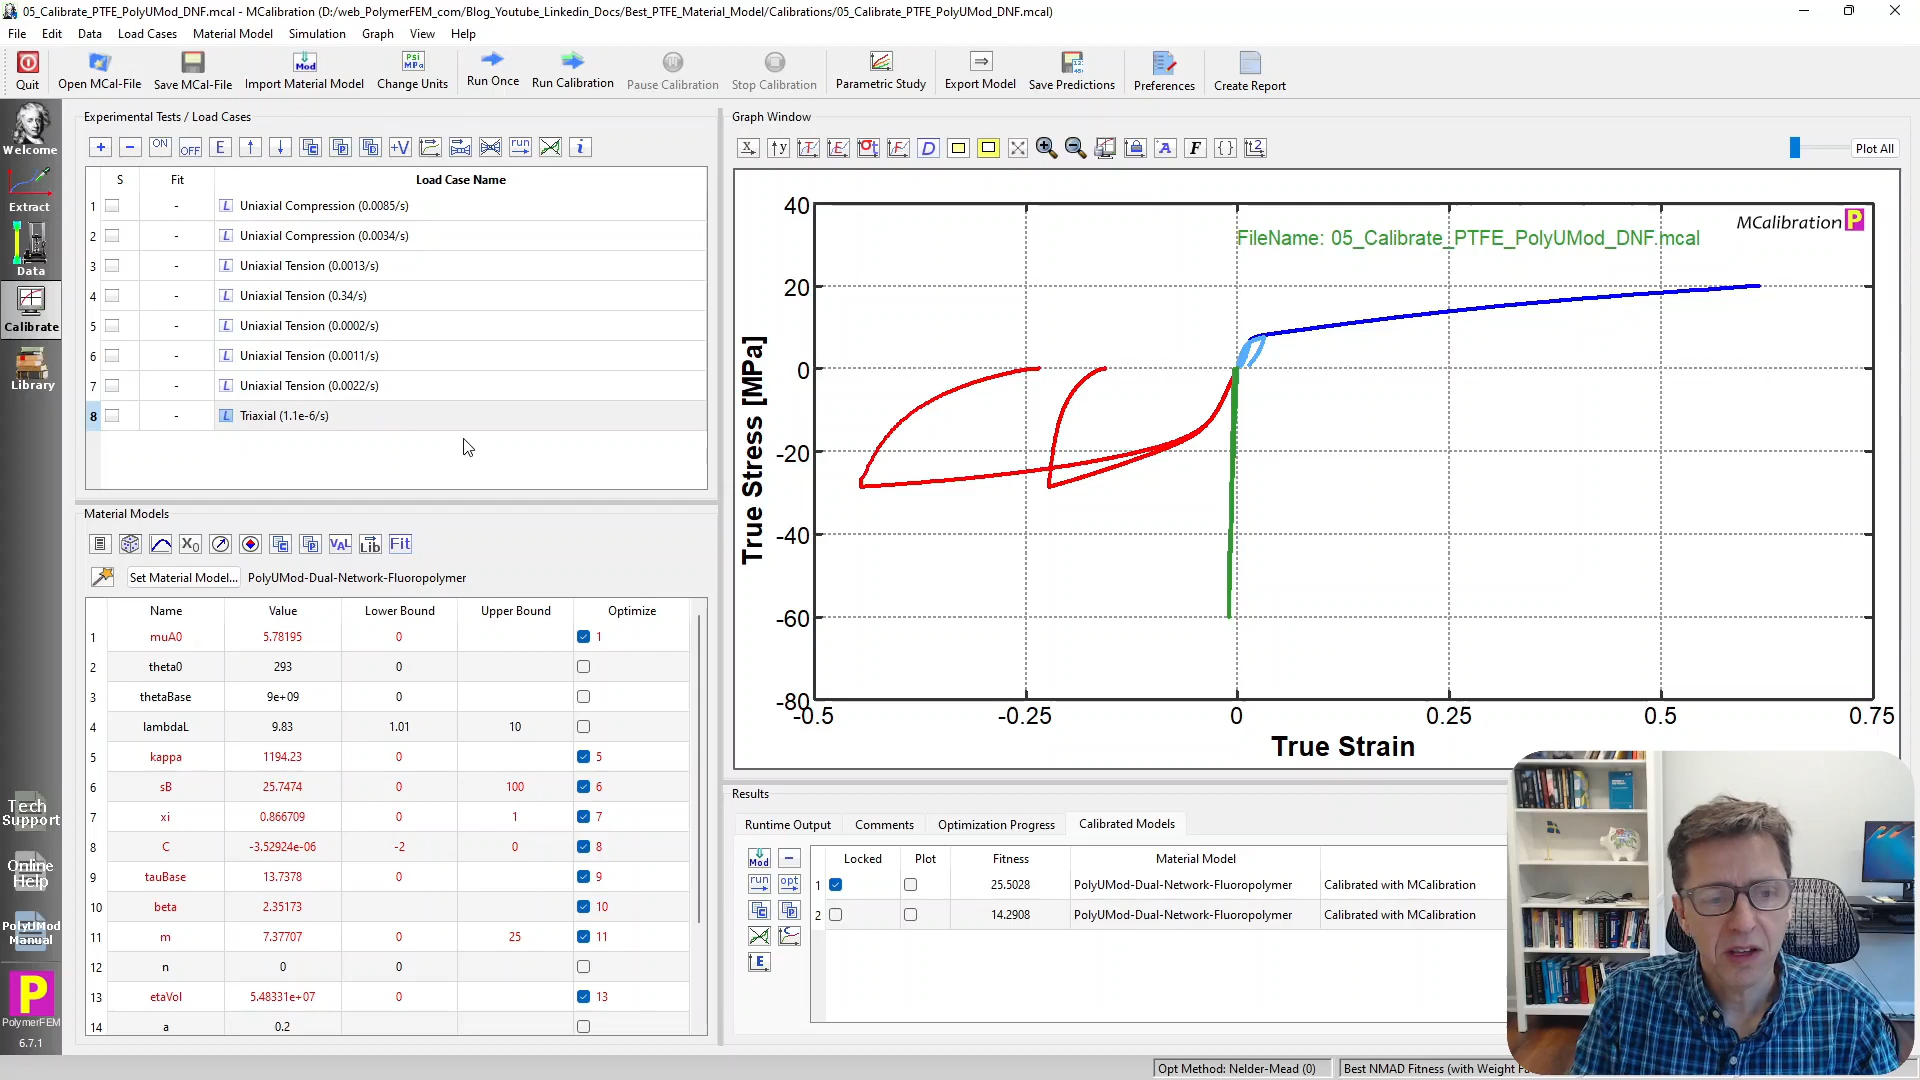 05_Calibrate_PTFE_PolyUMod_DNF.mcal - MCalibration (D:/web_PolymerFEM_com/Blog_Youtube_Linkedin_Docs/Best_PTFE_Material_Model/Calibrations/05_Calibrate_PTFE_PolyUMod_DNF.mcal)
File Edit Data Load Cases Material Model Simulation Graph View Help
Quit Open MCal-File Save MCal-File Import Material Model Change Units Run Once Run Calibration Pause Calibration Stop Calibration Parametric Study Export Model Save Predictions Preferences Create Report
Welcome
Extract
Data
Calibrate
Library
Tech Support
Online Help
PolyUMod Manual
PolymerFEM
6.7.1
Experimental Tests / Load Cases
S Fit Load Case Name
1 - L Uniaxial Compression (0.0085/s)
2 - L Uniaxial Compression (0.0034/s)
3 - L Uniaxial Tension (0.0013/s)
4 - L Uniaxial Tension (0.34/s)
5 - L Uniaxial Tension (0.0002/s)
6 - L Uniaxial Tension (0.0011/s)
7 - L Uniaxial Tension (0.0022/s)
8 - L Triaxial (1.1e-6/s)
Material Models
Set Material Model... PolyUMod-Dual-Network-Fluoropolymer
Name Value Lower Bound Upper Bound Optimize
1 muA0 5.78195 0 1
2 theta0 293 0
3 thetaBase 9e+09 0
4 lambdaL 9.83 1.01 10
5 kappa 1194.23 0 5
6 sB 25.7474 0 100 6
7 xi 0.866709 0 1 7
8 C -3.52924e-06 -2 0 8
9 tauBase 13.7378 0 9
10 beta 2.35173 10
11 m 7.37707 0 25 11
12 n 0 0
13 etaVol 5.48331e+07 0 13
14 a 0.2
Graph Window
Plot All
MCalibration P
FileName: 05_Calibrate_PTFE_PolyUMod_DNF.mcal
True Stress [MPa]
40
20
0
-20
-40
-60
-80
-0.5 -0.25 0 0.25 0.5 0.75
True Strain
Results
Runtime Output Comments Optimization Progress Calibrated Models
Locked Plot Fitness Material Model
1 25.5028 PolyUMod-Dual-Network-Fluoropolymer Calibrated with MCalibration
2 14.2908 PolyUMod-Dual-Network-Fluoropolymer Calibrated with MCalibration
Opt Method: Nelder-Mead (0) Best NMAD Fitness (with Weight